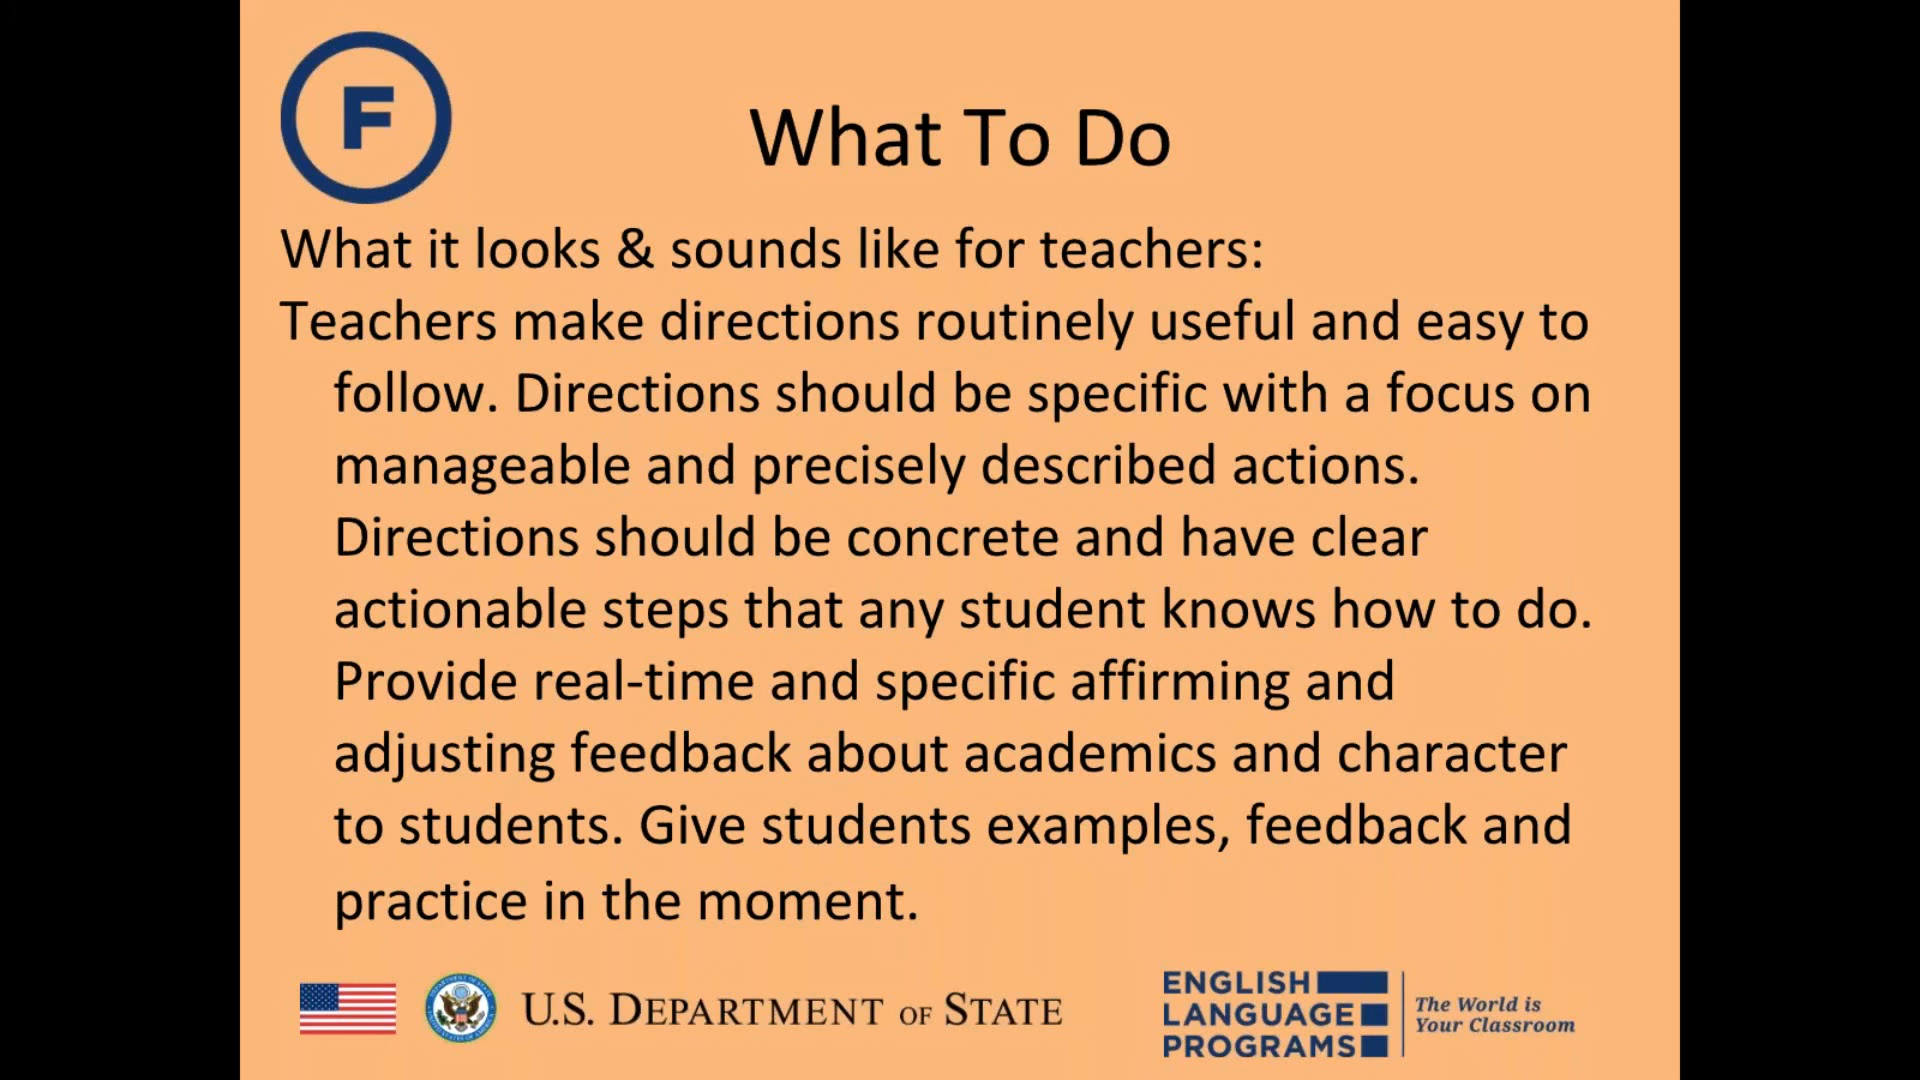 F
What To Do
What it looks & sounds like for teachers:
Teachers make directions routinely useful and easy to
follow. Directions should be specific with a focus on
manageable and precisely described actions.
Directions should be concrete and have clear
actionable steps that any student knows how to do.
Provide real-time and specific affirming and
adjusting feedback about academics and character
to students. Give students examples, feedback and
practice in the moment.
U.S. DEPARTMENT OF STATE
ENGLISH
LANGUAGE
PROGRAMS
The World is
Your Classroom